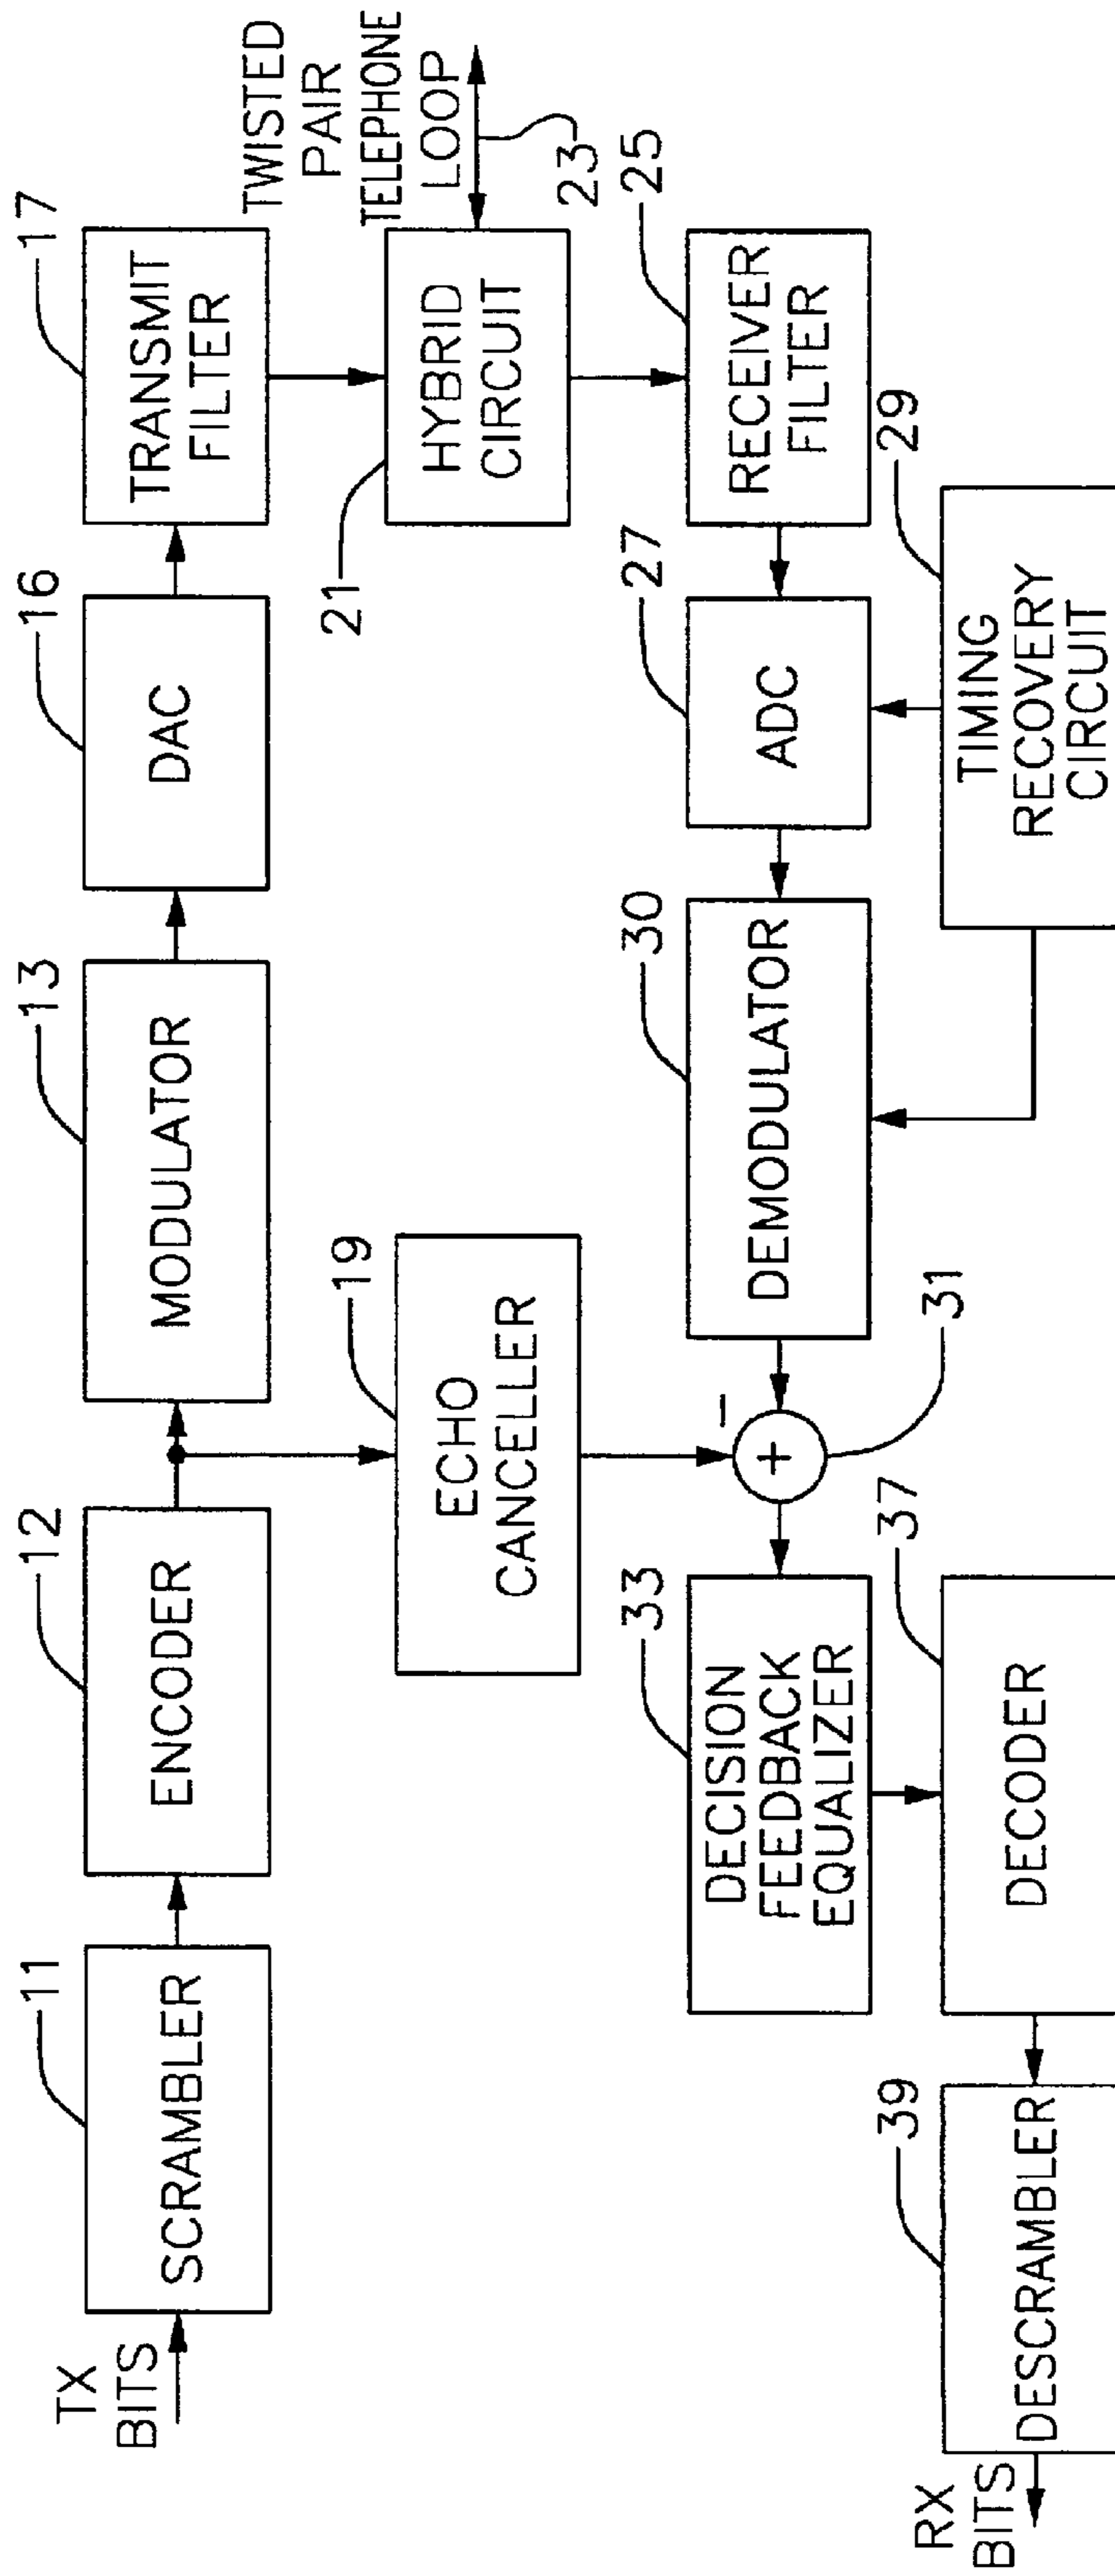 TX
BITS
11
SCRAMBLER
12
ENCODER
13
MODULATOR
16
DAC
17
TRANSMIT
FILTER
TWISTED
PAIR
TELEPHONE
LOOP
23
21
HYBRID
CIRCUIT
19
ECHO
CANCELLER
25
RECEIVER
FILTER
27
ADC
29
TIMING
RECOVERY
CIRCUIT
30
DEMODULATOR
31
−
+
33
DECISION
FEEDBACK
EQUALIZER
37
DECODER
39
DESCRAMBLER
RX
BITS